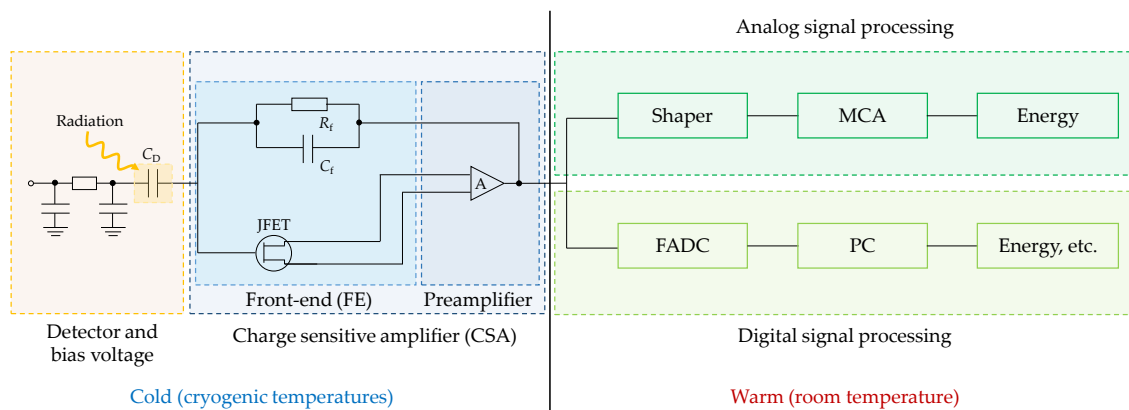 Analog signal processing
Radiation
C_D
R_f
C_f
A
JFET
Front-end (FE)
Preamplifier
Shaper
MCA
Energy
FADC
PC
Energy, etc.
Detector and
bias voltage
Charge sensitive amplifier (CSA)
Digital signal processing
Cold (cryogenic temperatures)
Warm (room temperature)